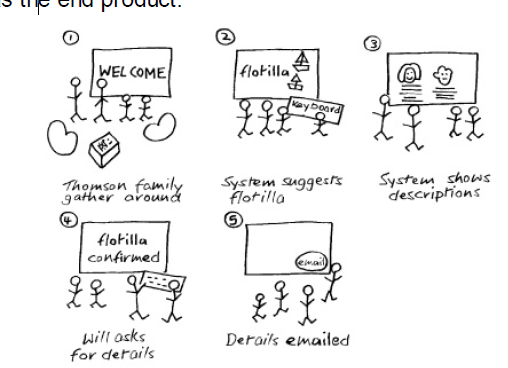 s the end product.
1
WELCOME
Thomson family
gather around
2
flotilla
Keyboard
System suggests
flotilla
3
System shows
descriptions
4
flotilla
confirmed
Will asks
for details
5
email
Details emailed